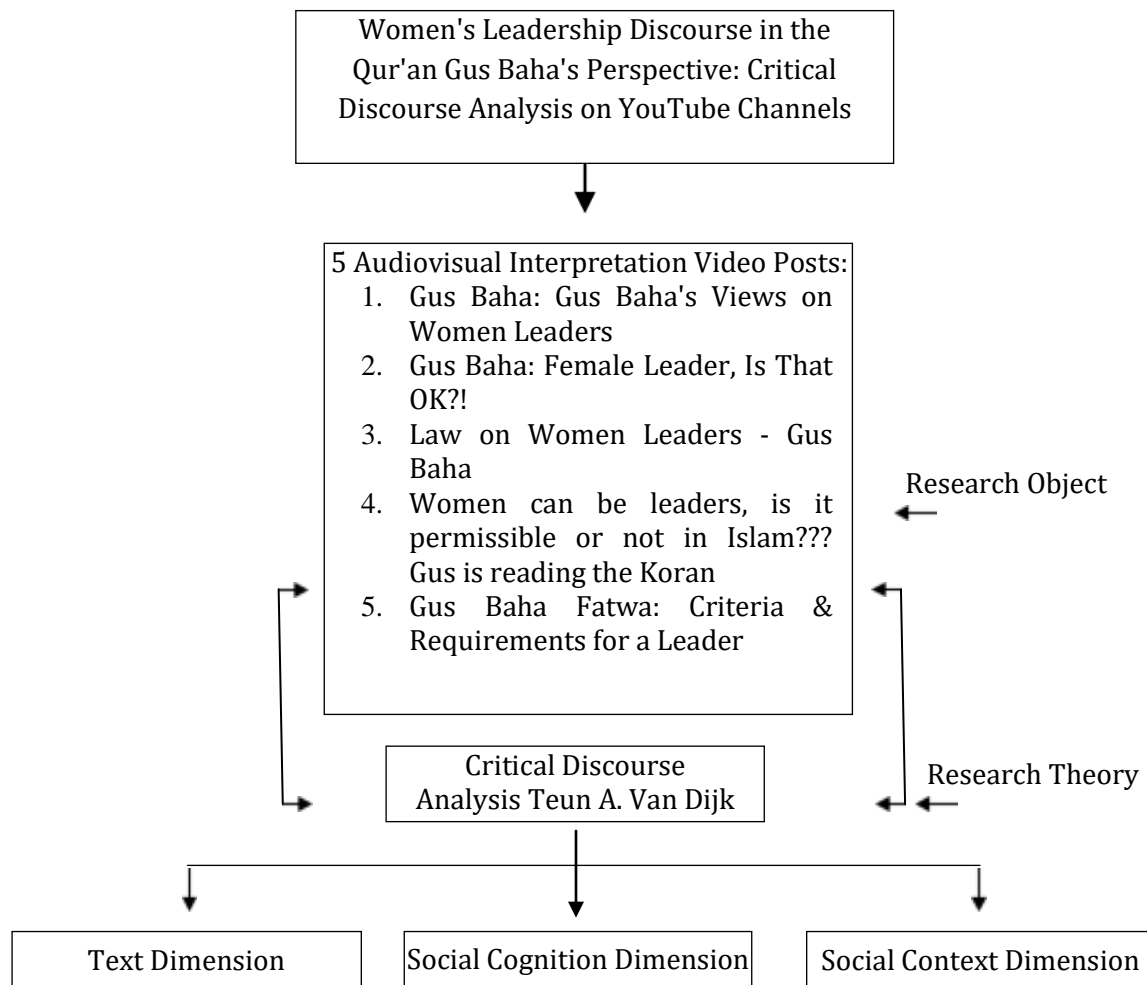 Women's Leadership Discourse in the
Qur'an Gus Baha's Perspective: Critical
Discourse Analysis on YouTube Channels
5 Audiovisual Interpretation Video Posts:
1. Gus Baha: Gus Baha's Views on
Women Leaders
2. Gus Baha: Female Leader, Is That
OK?!
3. Law on Women Leaders - Gus
Baha
4. Women can be leaders, is it
permissible or not in Islam???
Gus is reading the Koran
5. Gus Baha Fatwa: Criteria &
Requirements for a Leader
Research Object
Critical Discourse
Analysis Teun A. Van Dijk
Research Theory
Text Dimension
Social Cognition Dimension
Social Context Dimension